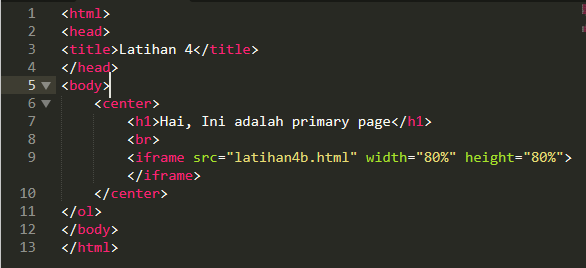 1 <html>
2 <head>
3 <title>Latihan 4</title>
4 </head>
5 <body>
6 <center>
7 <h1>Hai, Ini adalah primary page</h1>
8 <br>
9 <iframe src="latihan4b.html" width="80%" height="80%">
</iframe>
10 </center>
11 </ol>
12 </body>
13 </html>